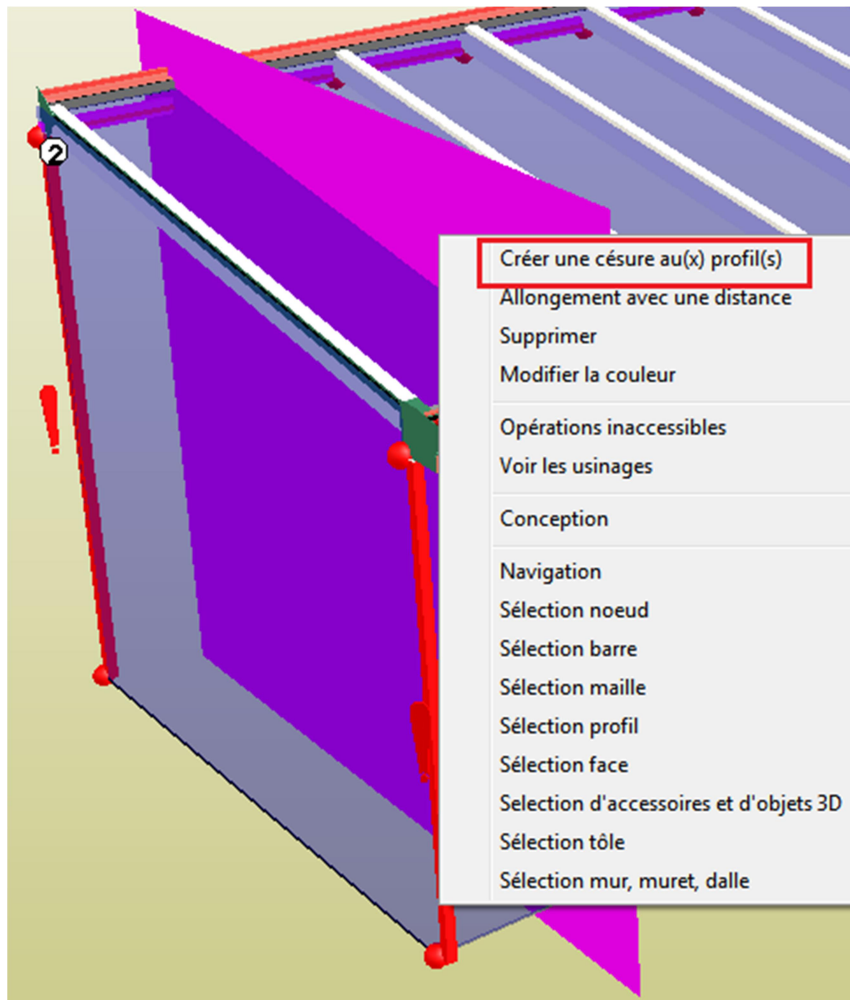 2
Créer une césure au(x) profil(s)
Allongement avec une distance
Supprimer
Modifier la couleur
Opérations inaccessibles
Voir les usinages
Conception
Navigation
Sélection noeud
Sélection barre
Sélection maille
Sélection profil
Sélection face
Selection d'accessoires et d'objets 3D
Sélection tôle
Sélection mur, muret, dalle